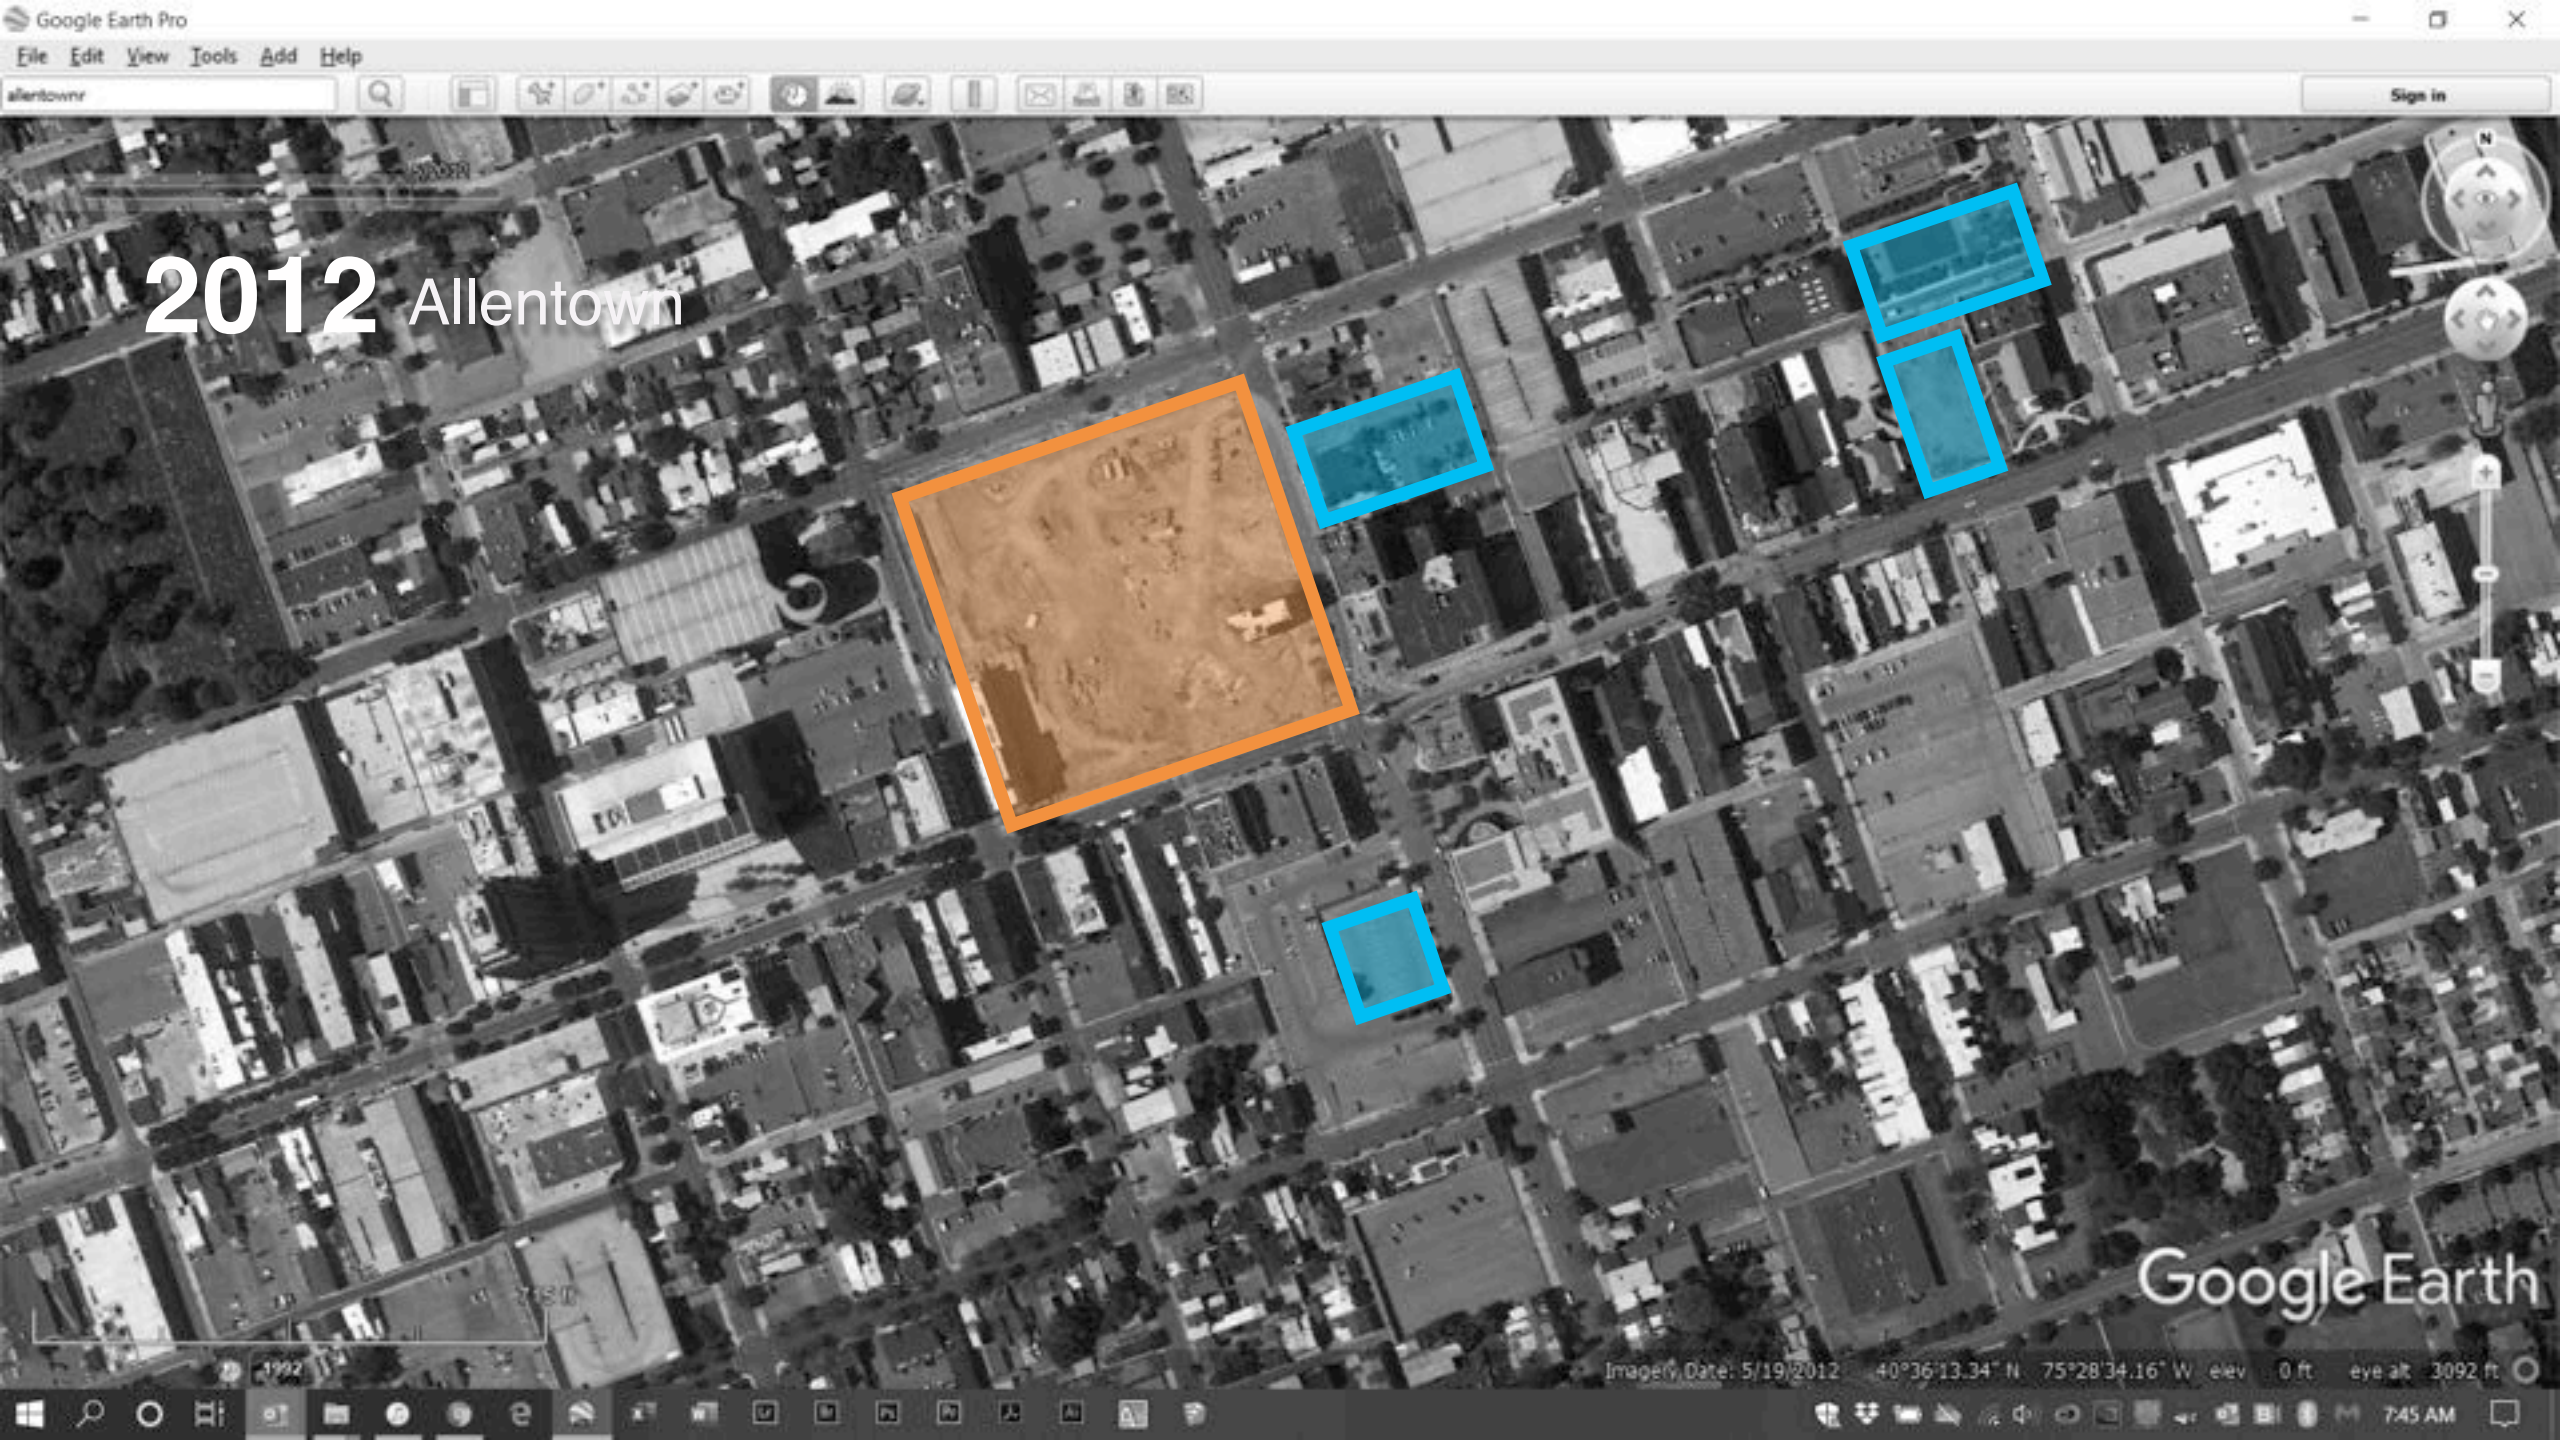 Google Earth Pro
File Edit View Tools Add Help
allentownr
Sign in
N
2012 Allentown
Google Earth
1992
Imagery Date: 5/19/2012 40°36'13.34" N 75°28'34.16" W elev 0 ft eye alt 3092 ft
7:45 AM